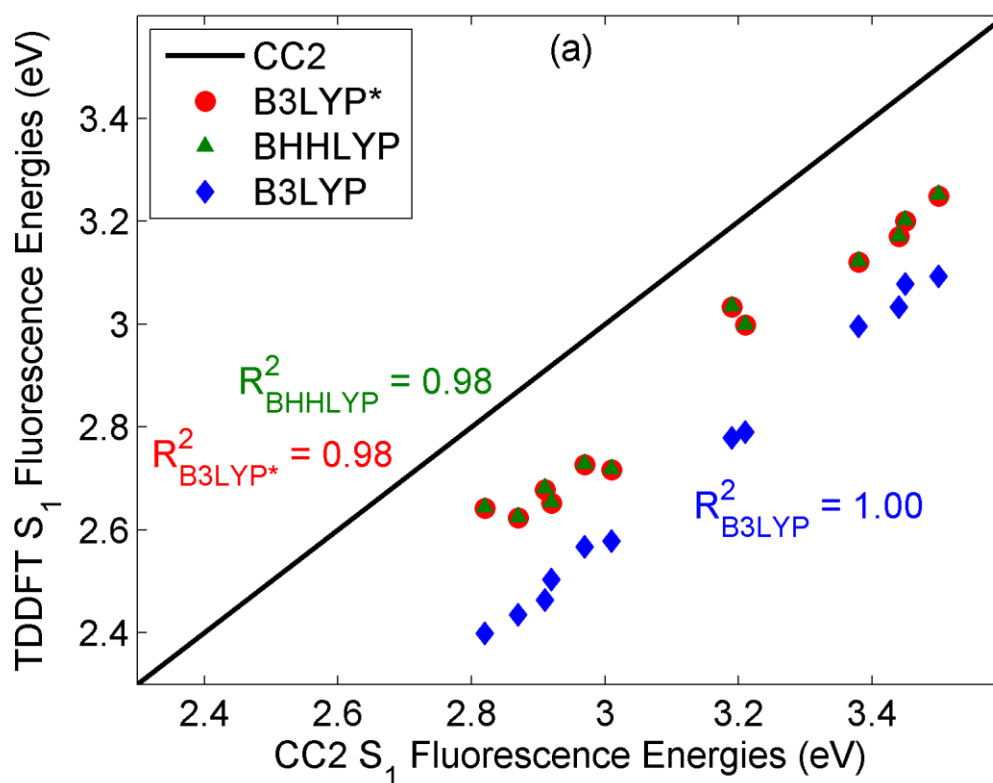 (a)
CC2
B3LYP*
BHHLYP
B3LYP
TDDFT S₁ Fluorescence Energies (eV)
3.4
3.2
3
2.8
2.6
2.4
R²BHHLYP = 0.98
R²B3LYP* = 0.98
R²B3LYP = 1.00
2.4 2.6 2.8 3 3.2 3.4
CC2 S₁ Fluorescence Energies (eV)